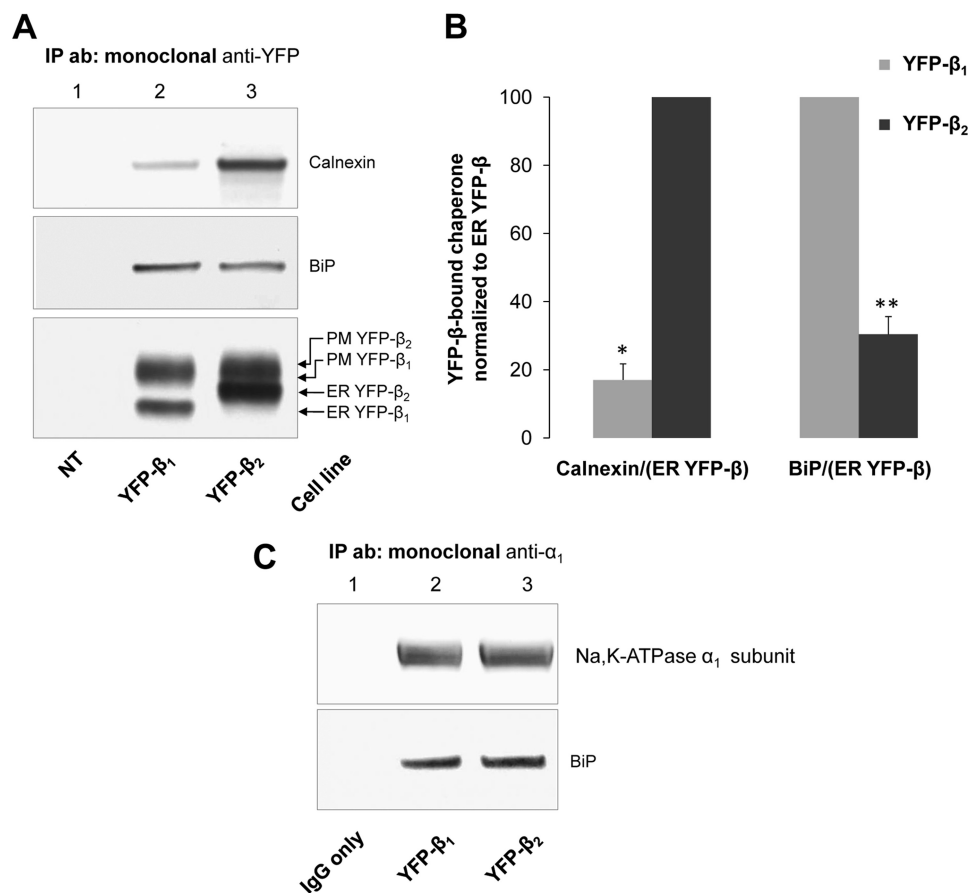 A
IP ab: monoclonal anti-YFP
1 2 3
Calnexin
BiP
PM YFP-β₂
PM YFP-β₁
ER YFP-β₂
ER YFP-β₁
NT YFP-β₁ YFP-β₂ Cell line
B
YFP-β₁
YFP-β₂
YFP-β-bound chaperone
normalized to ER YFP-β
100
80
60
40
20
0
*
**
Calnexin/(ER YFP-β) BiP/(ER YFP-β)
C
IP ab: monoclonal anti-α₁
1 2 3
Na,K-ATPase α₁ subunit
BiP
IgG only YFP-β₁ YFP-β₂